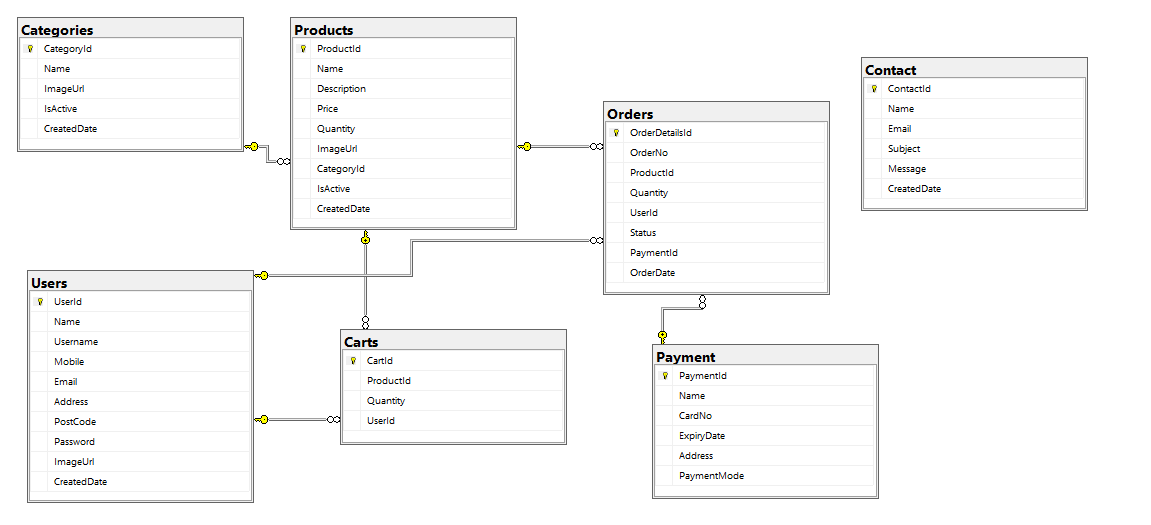 Categories
CategoryId
Name
ImageUrl
IsActive
CreatedDate
Products
ProductId
Name
Description
Price
Quantity
ImageUrl
CategoryId
IsActive
CreatedDate
Orders
OrderDetailsId
OrderNo
ProductId
Quantity
UserId
Status
PaymentId
OrderDate
Contact
ContactId
Name
Email
Subject
Message
CreatedDate
Users
UserId
Name
Username
Mobile
Email
Address
PostCode
Password
ImageUrl
CreatedDate
Carts
CartId
ProductId
Quantity
UserId
Payment
PaymentId
Name
CardNo
ExpiryDate
Address
PaymentMode